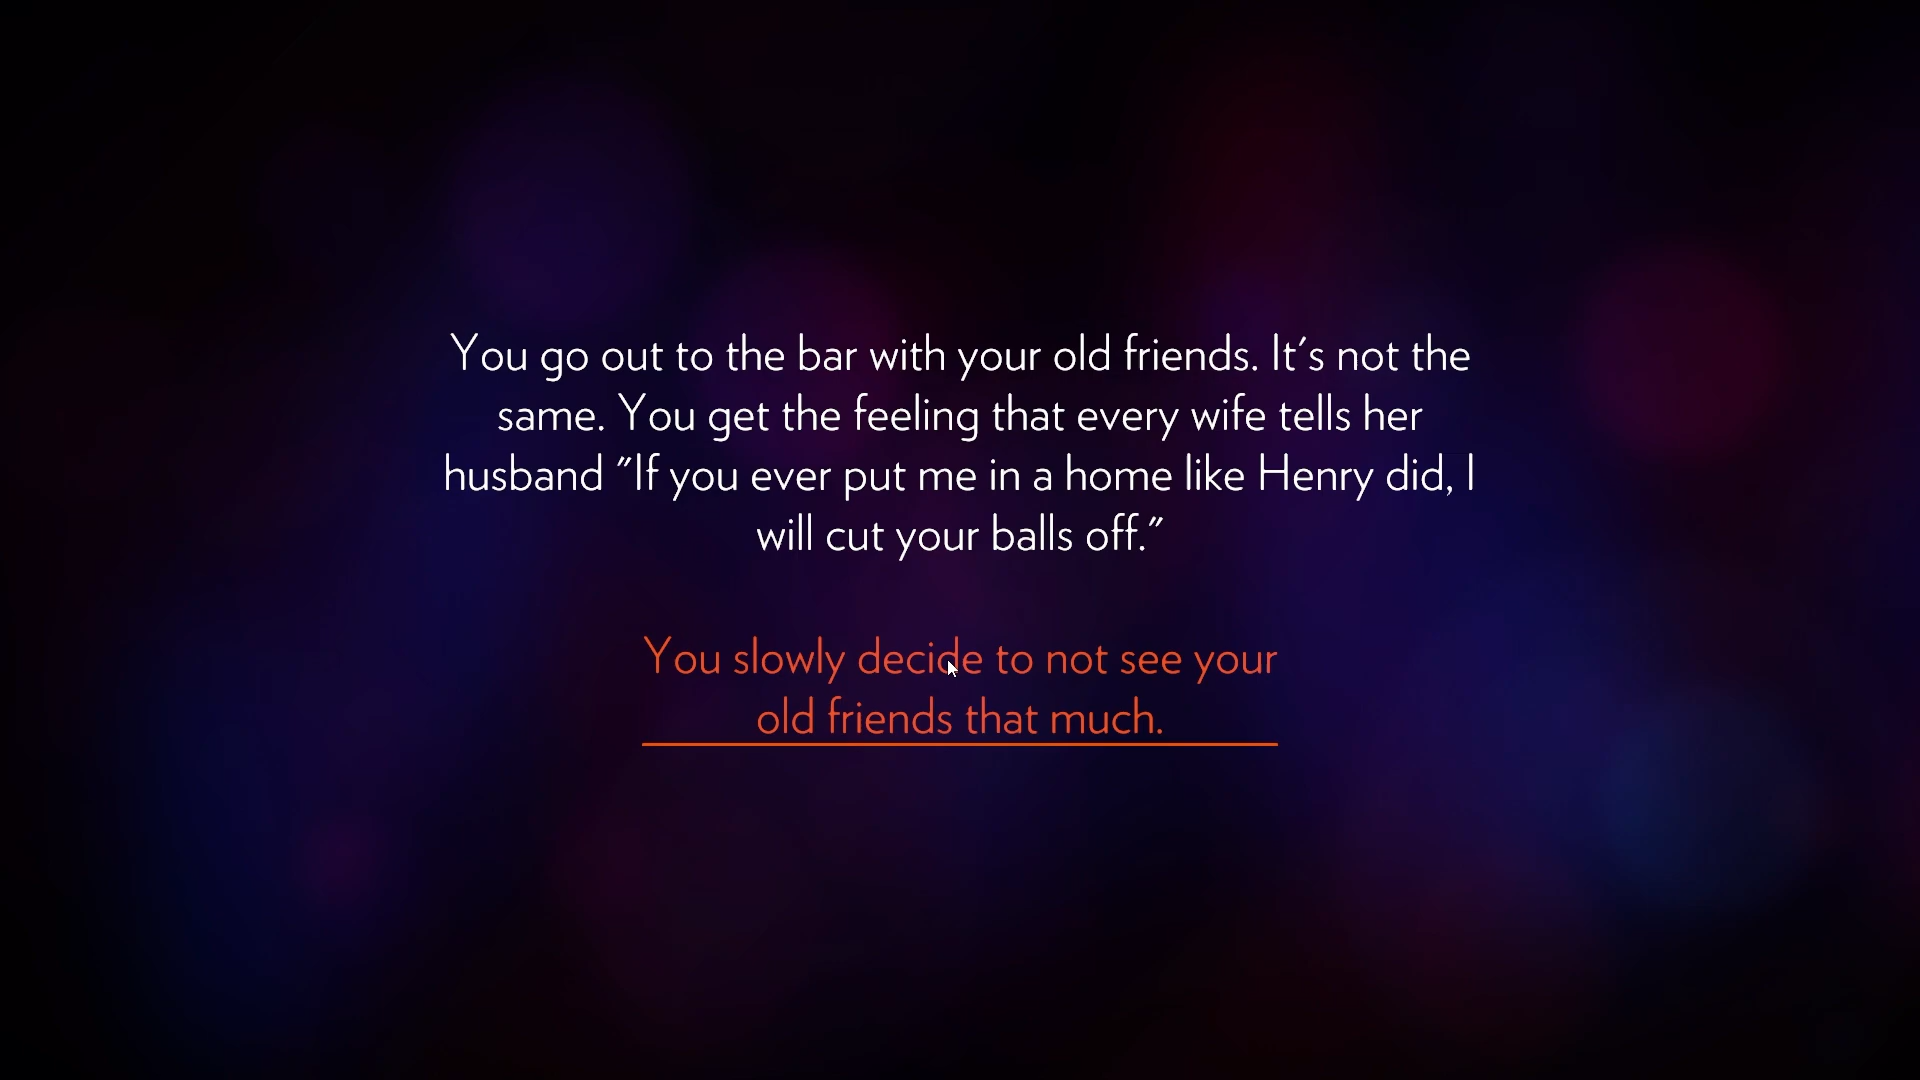 You go out to the bar with your old friends. It's not the
same. You get the feeling that every wife tells her
husband "If you ever put me in a home like Henry did, I
will cut your balls off."
You slowly decide to not see your
old friends that much.